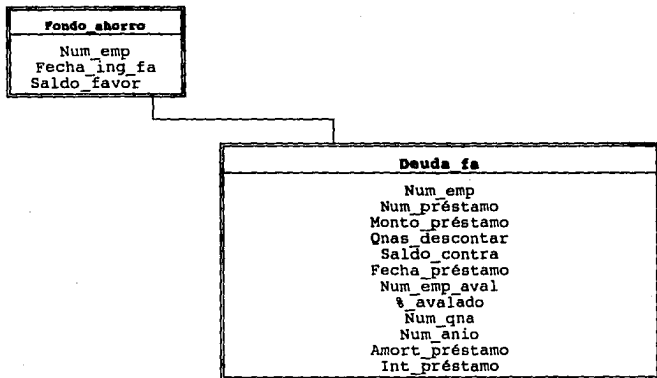 Fondo_ahorro
Num_emp
Fecha_ing_fa
Saldo_favor
Deuda_fa
Num_emp
Num_préstamo
Monto_préstamo
Qnas_descontar
Saldo_contra
Fecha_préstamo
Num_emp_aval
%_avalado
Num_qna
Num_anio
Amort_préstamo
Int_préstamo